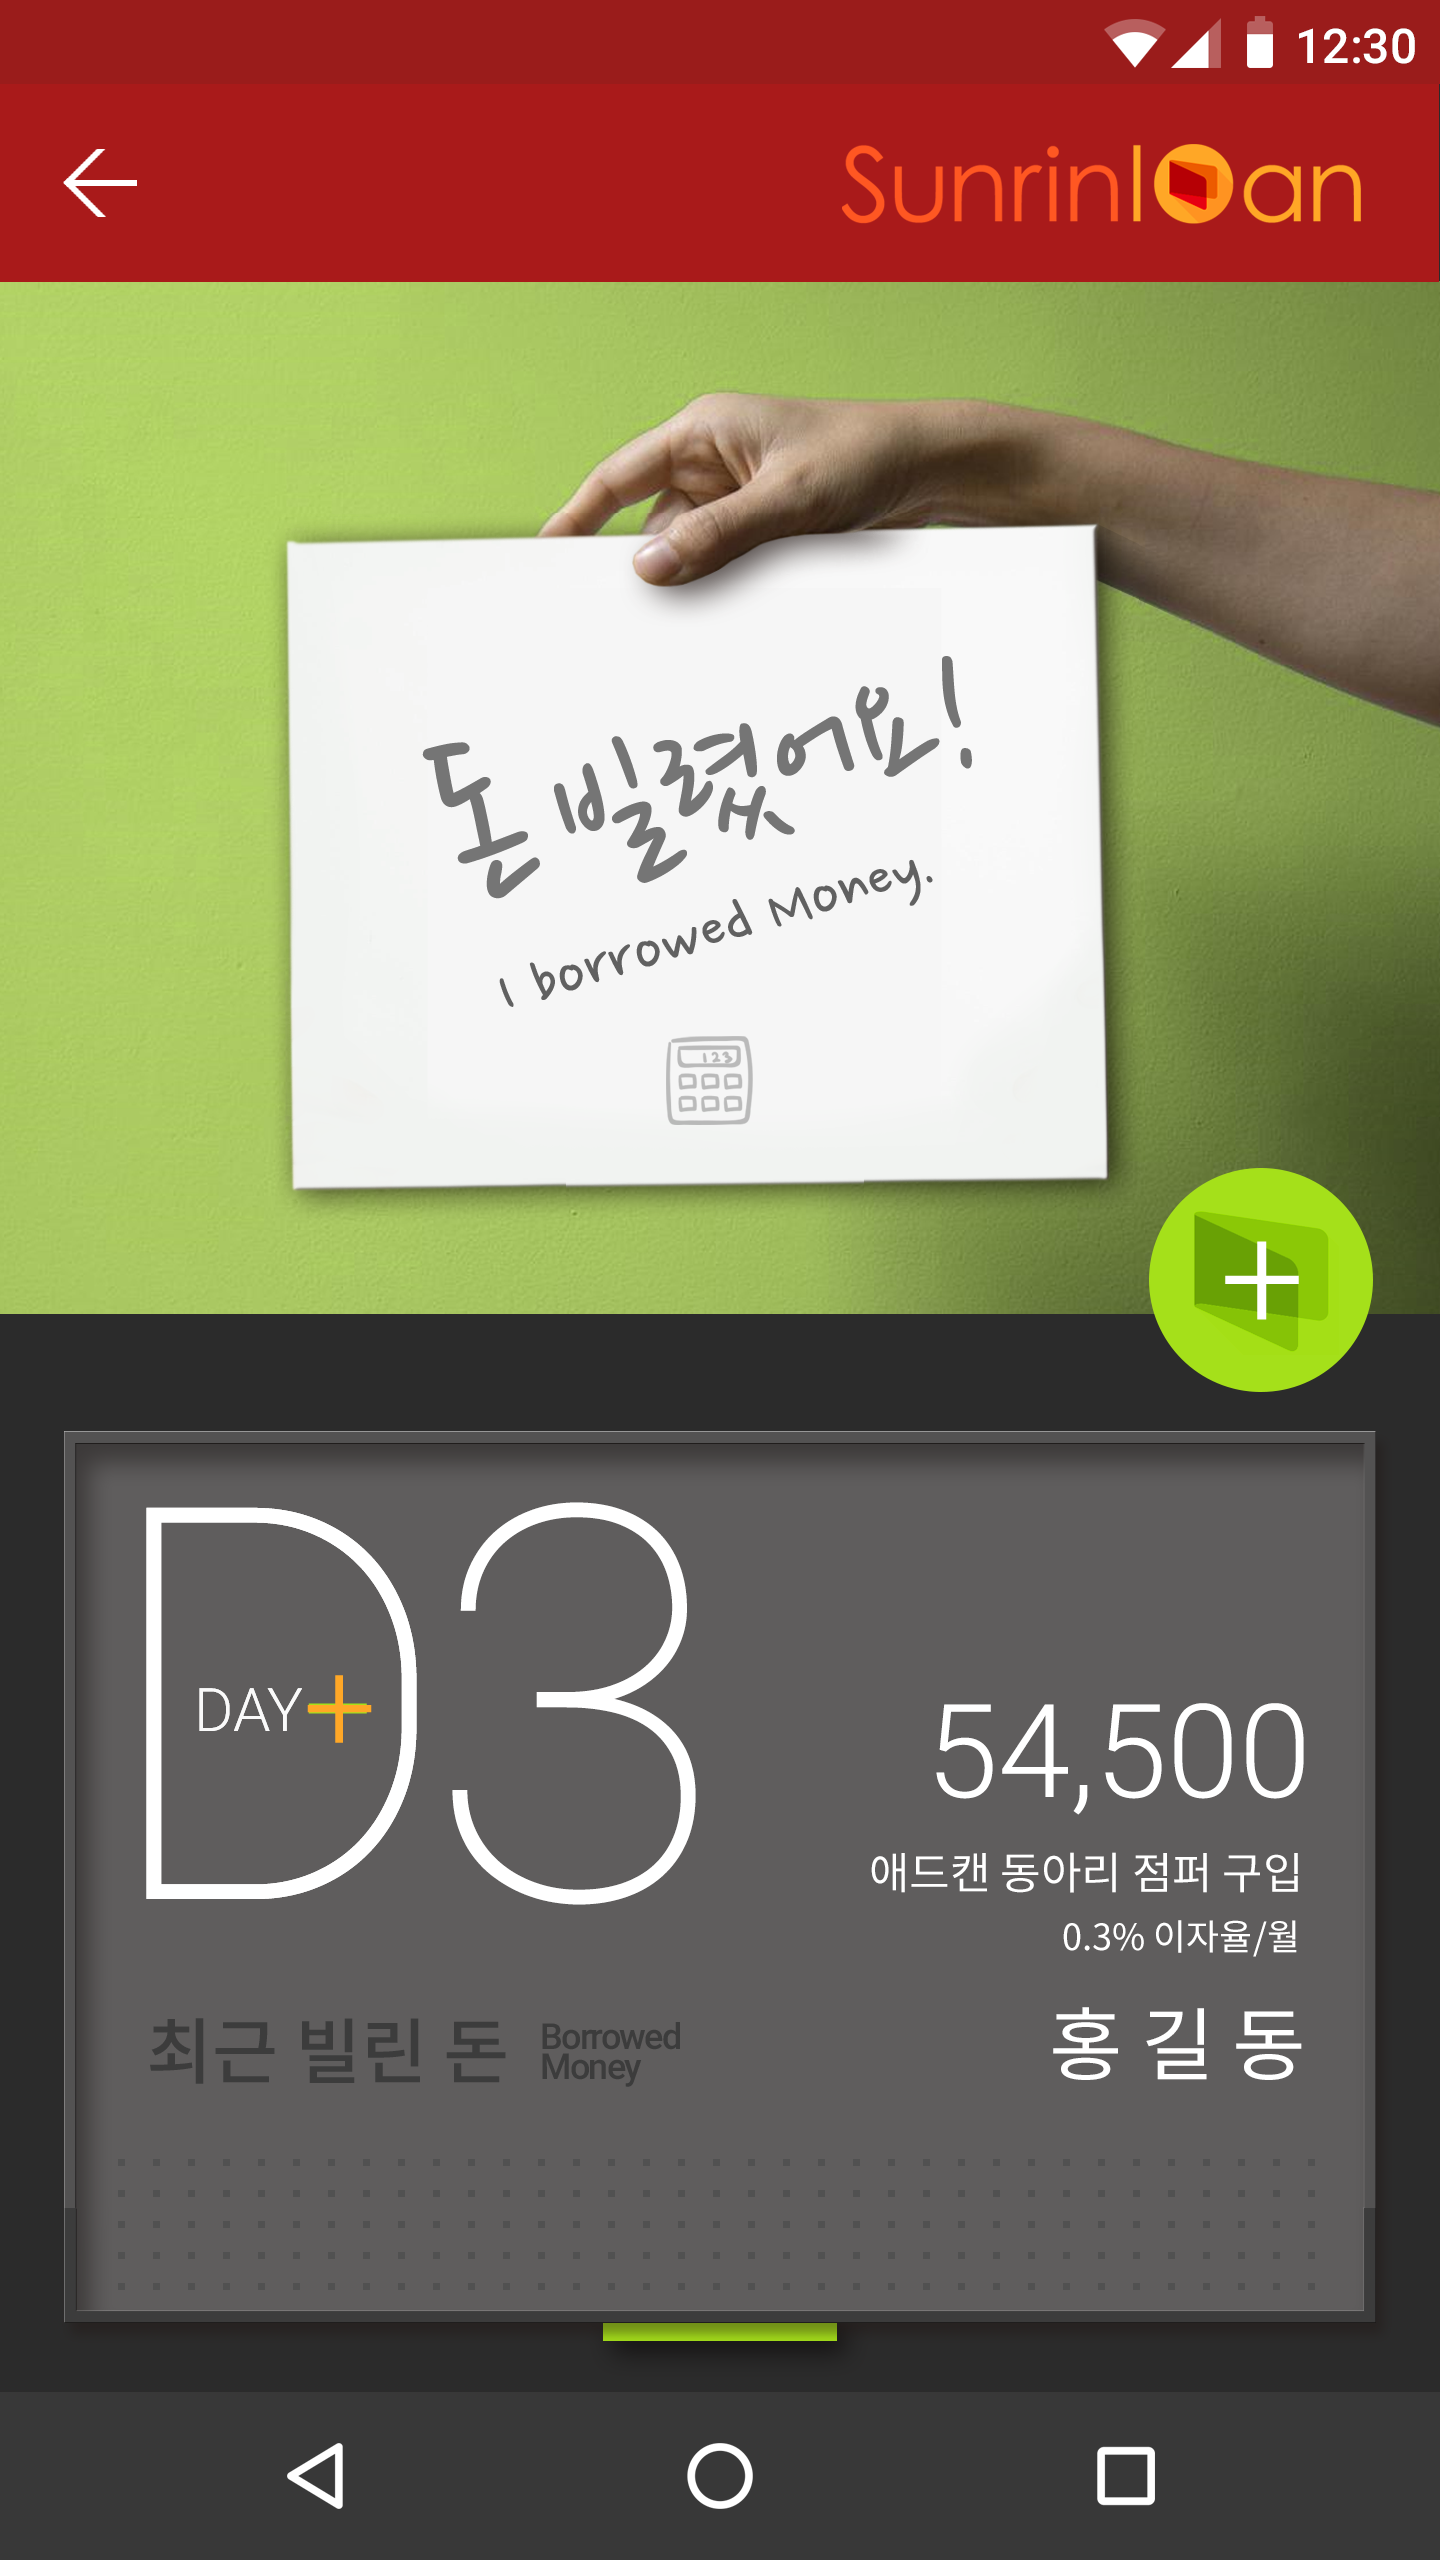 12:30
Sunrinloan
돈 빌렸어요!
I borrowed Money.
123
D3
DAY+
54,500
애드캔 동아리 점퍼 구입
0.3% 이자율/월
홍길동
최근 빌린 돈 Borrowed
Money